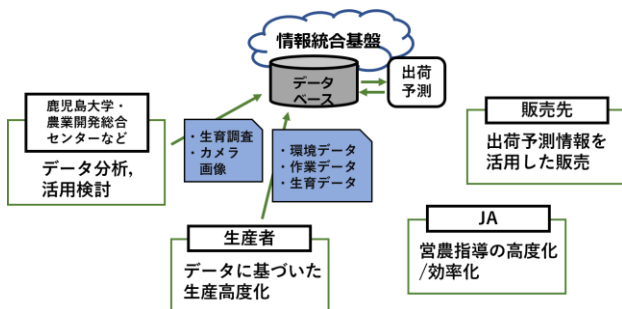 情報統合基盤
データ
ベース
出荷
予測
鹿児島大学・
農業開発総合
センターなど
データ分析,
活用検討
・生育調査
・カメラ
画像
・環境データ
・作業データ
・生育データ
販売先
出荷予測情報を
活用した販売
生産者
データに基づいた
生産高度化
JA
営農指導の高度化
/効率化